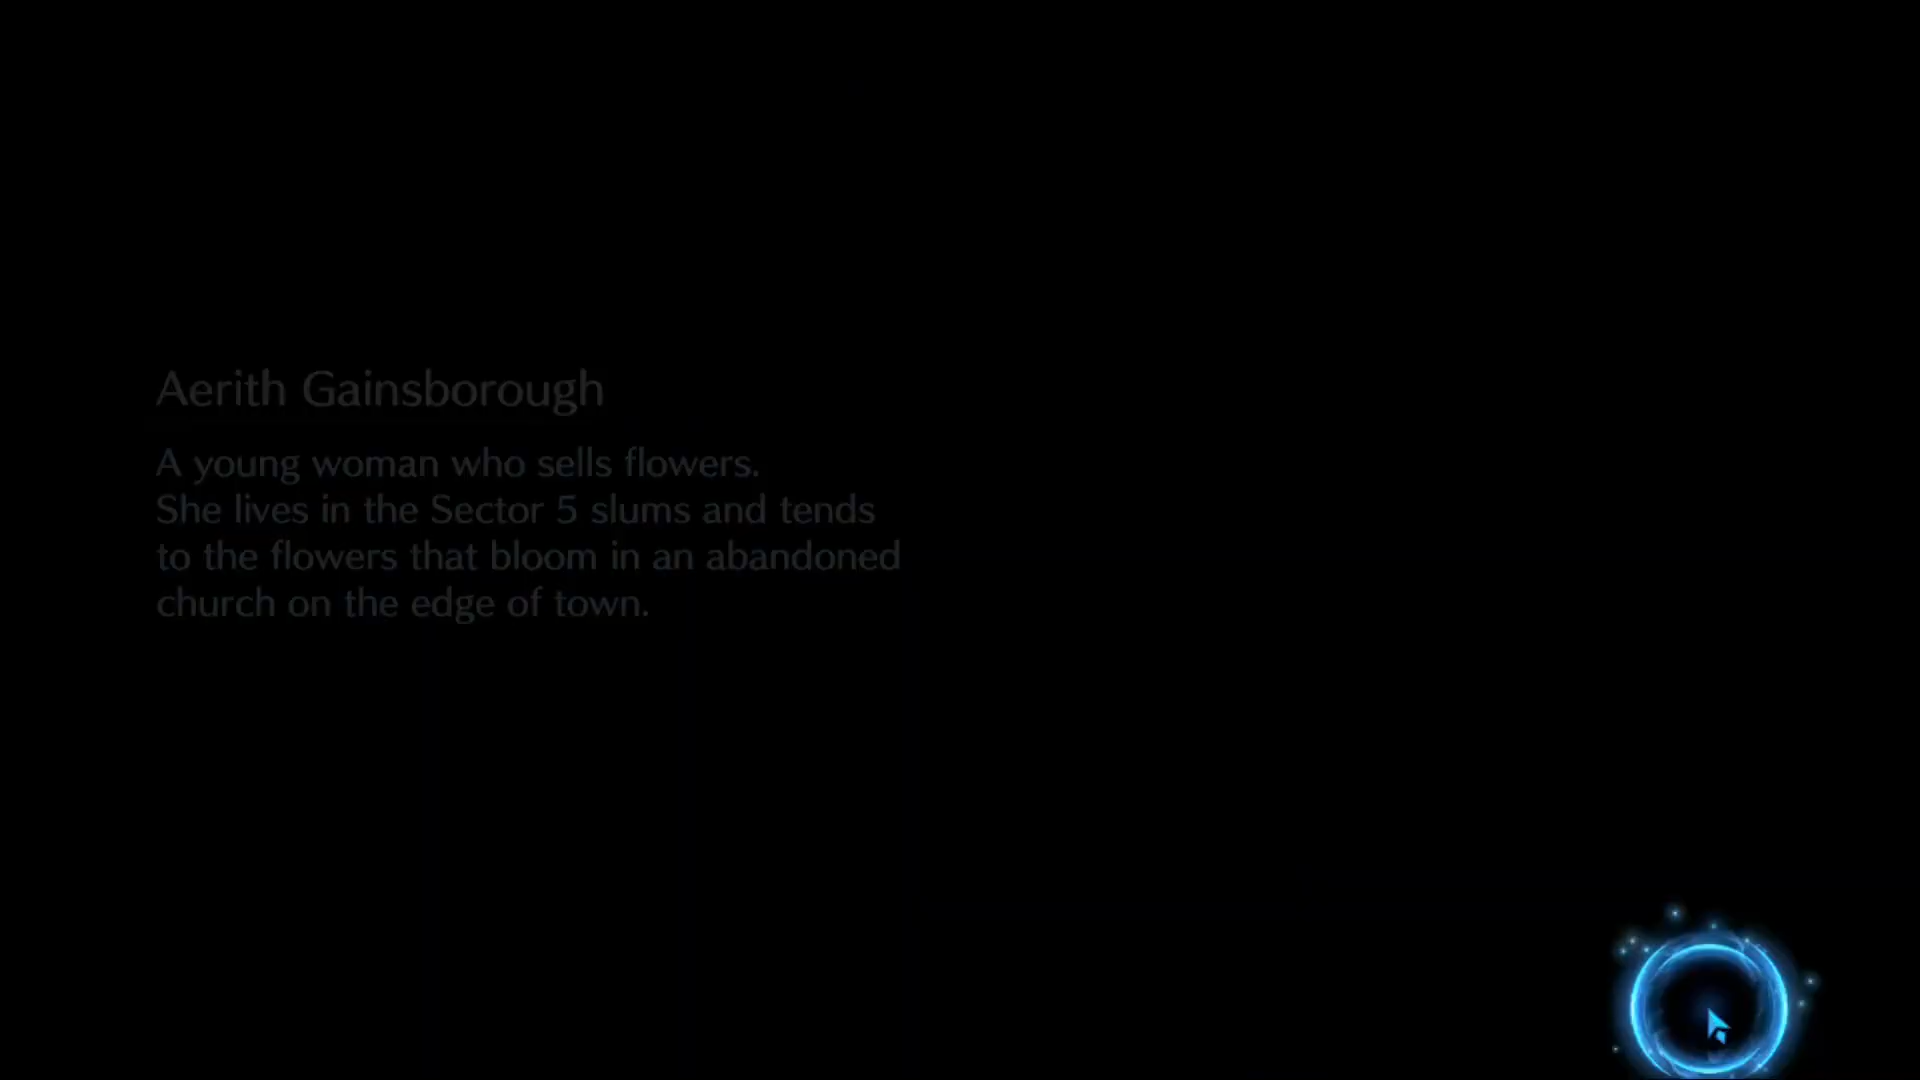 Aerith Gainsborough
A young woman who sells flowers.
She lives in the Sector 5 slums and tends
to the flowers that bloom in an abandoned
church on the edge of town.